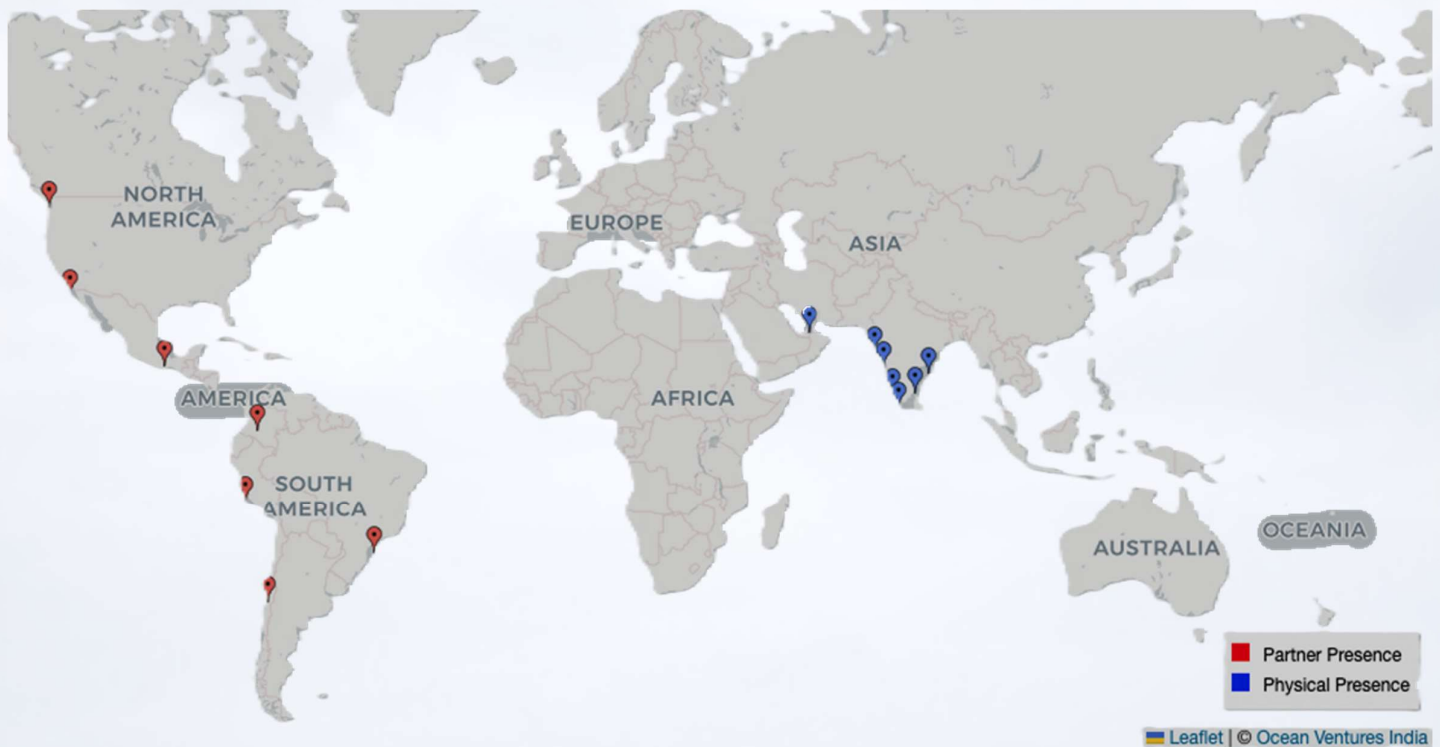 NORTH
AMERICA
EUROPE
ASIA
AMERICA
AFRICA
SOUTH
AMERICA
OCEANIA
AUSTRALIA
Partner Presence
Physical Presence
Leaflet | © Ocean Ventures India